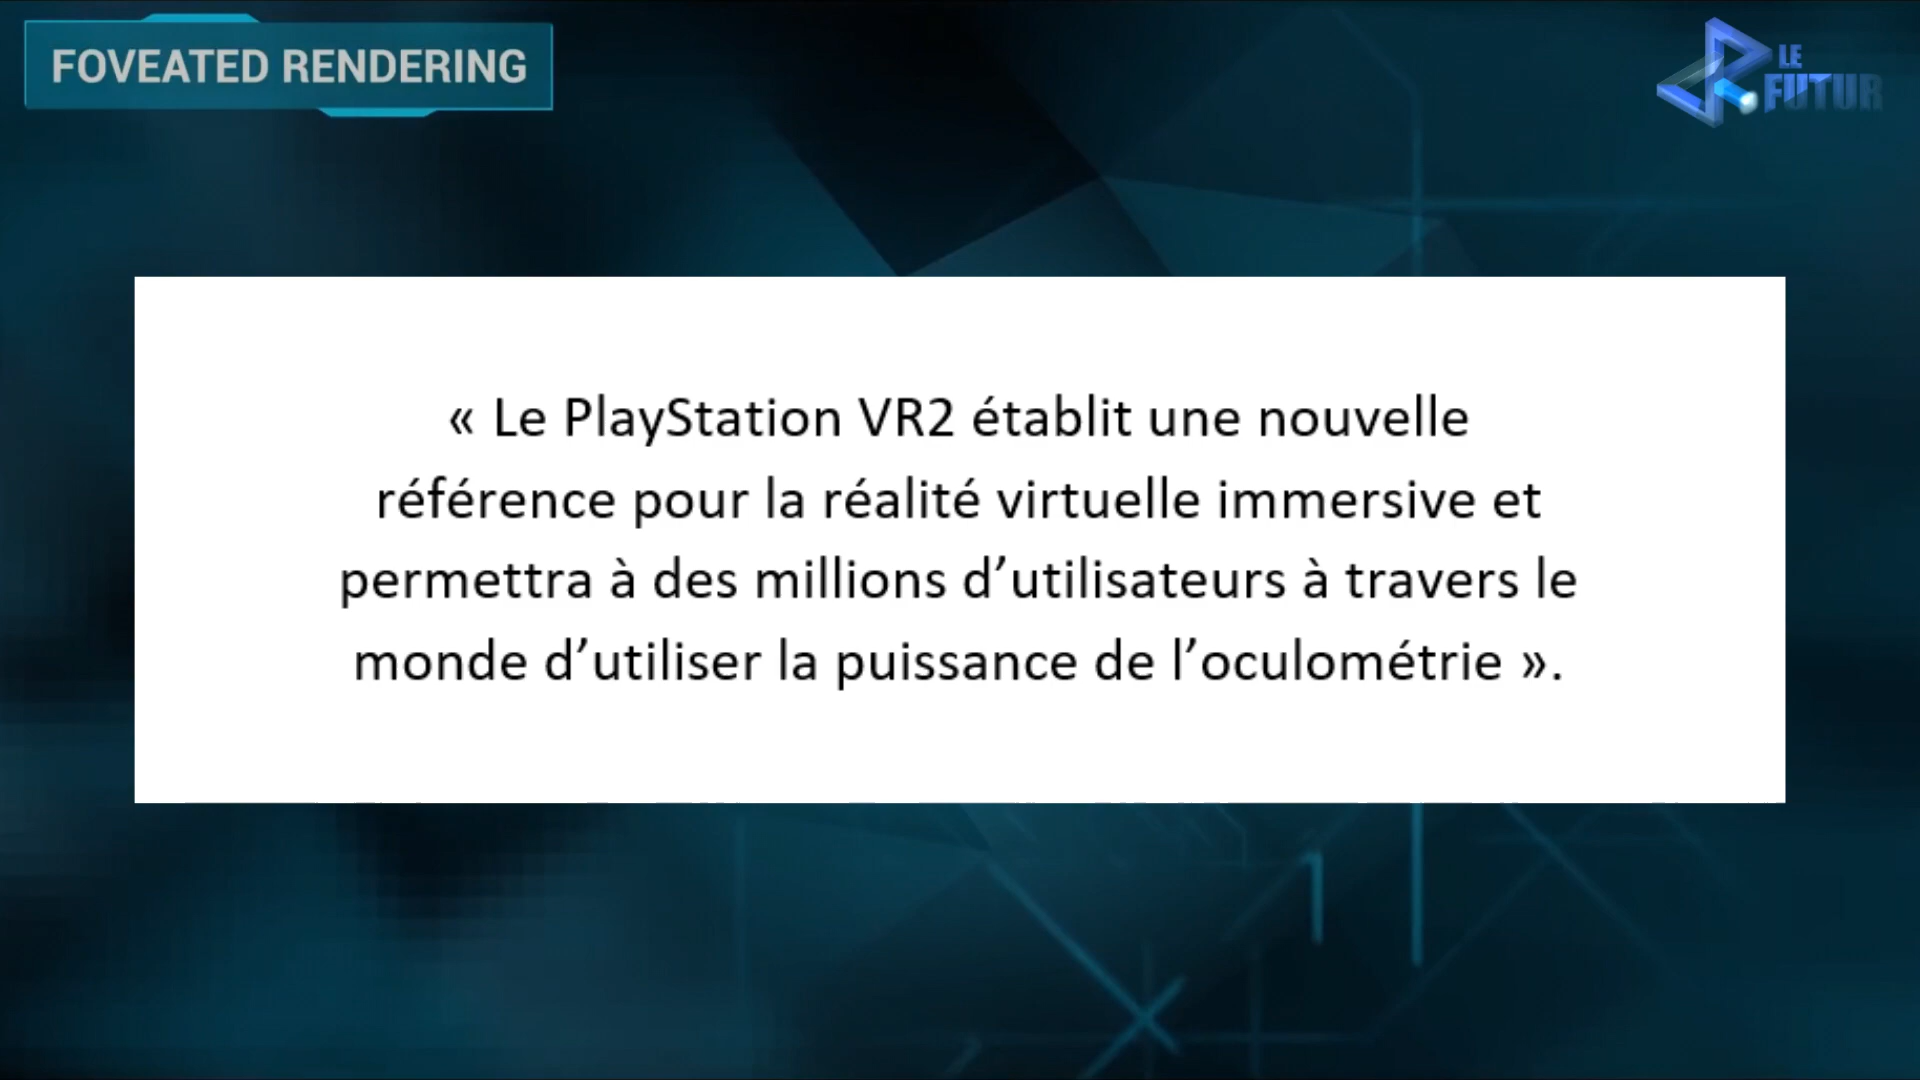 FOVEATED RENDERING
LE
FUTUR
« Le PlayStation VR2 établit une nouvelle
référence pour la réalité virtuelle immersive et
permettra à des millions d’utilisateurs à travers le
monde d’utiliser la puissance de l’oculométrie ».